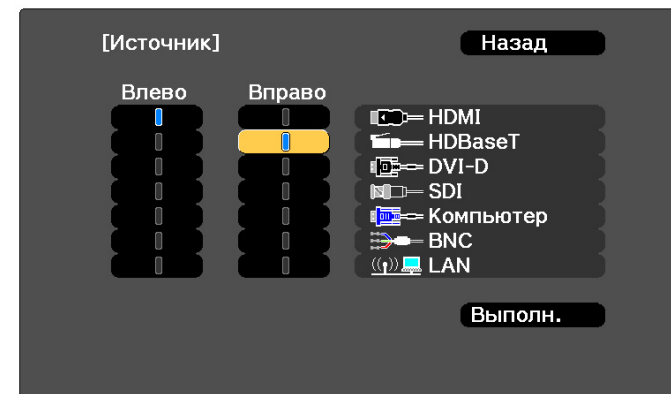 [Источник] Назад
Влево Вправо
HDMI
HDBaseT
DVI-D
SDI
Компьютер
BNC
LAN
Выполн.